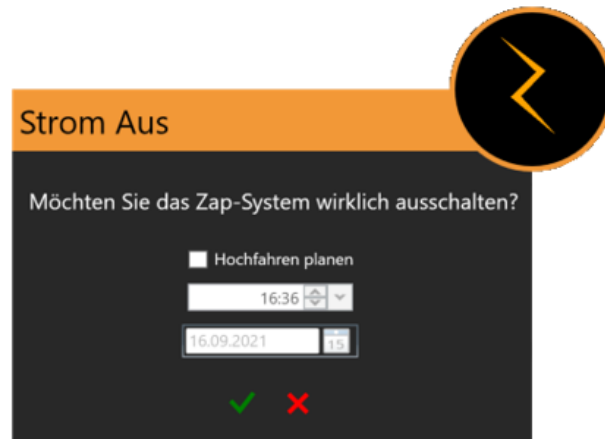 Strom Aus
Möchten Sie das Zap-System wirklich ausschalten?
Hochfahren planen
16:36
16.09.2021
15